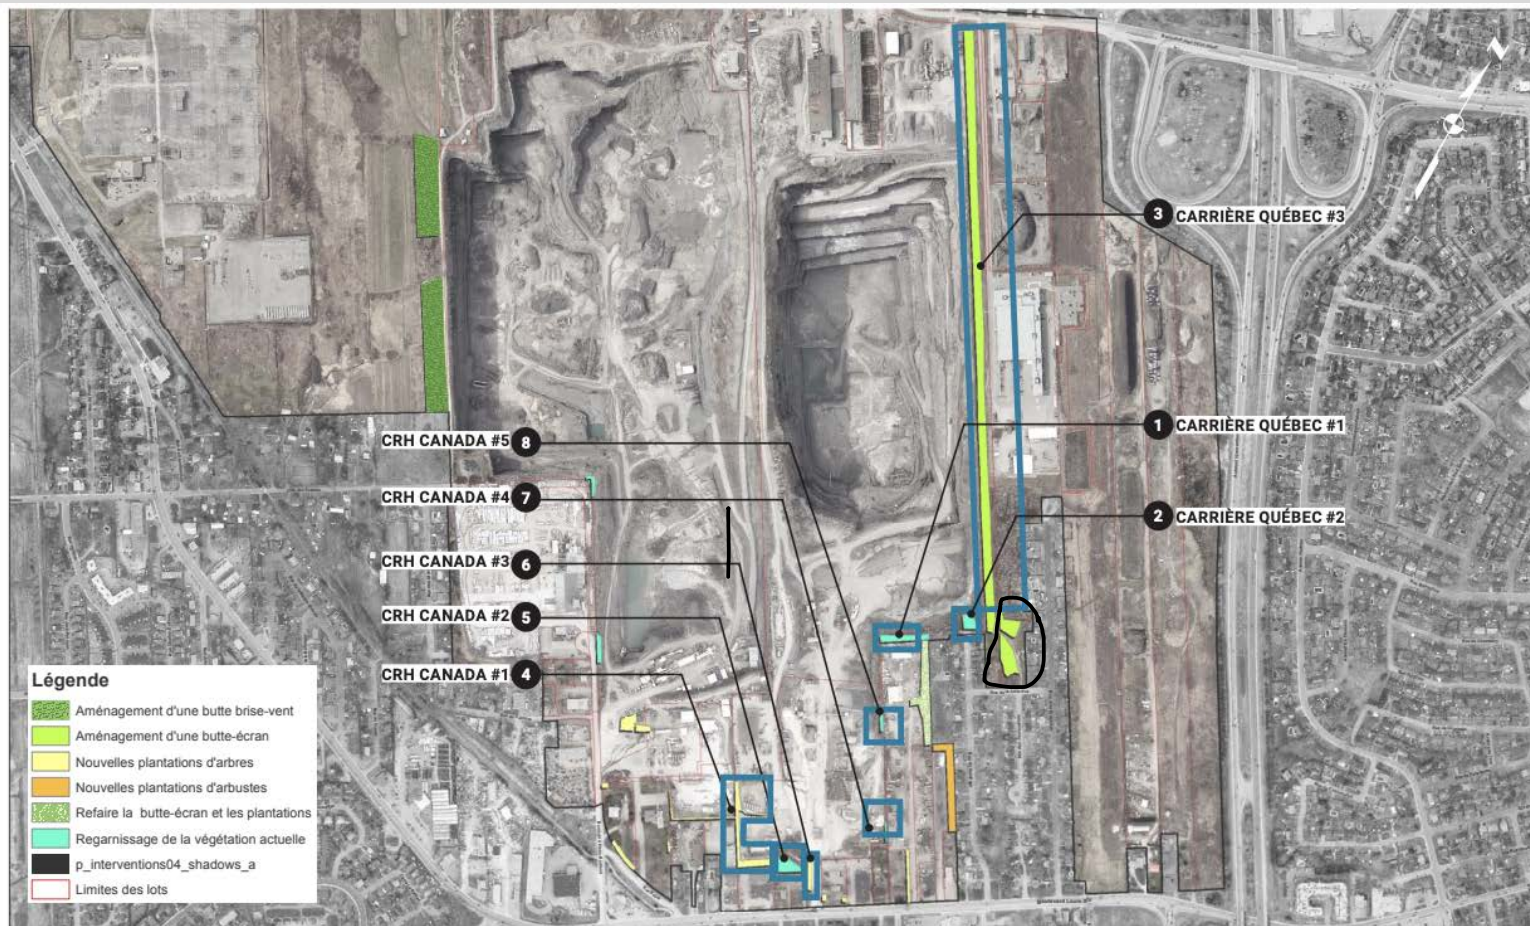 3 CARRIÈRE QUÉBEC #3
1 CARRIÈRE QUÉBEC #1
CRH CANADA #5 8
CRH CANADA #4 7
2 CARRIÈRE QUÉBEC #2
CRH CANADA #3 6
CRH CANADA #2 5
CRH CANADA #1 4
Légende
Aménagement d'une butte brise-vent
Aménagement d'une butte-écran
Nouvelles plantations d'arbres
Nouvelles plantations d'arbustes
Refaire la butte-écran et les plantations
Regarnissage de la végétation actuelle
p_interventions04_shadows_a
Limites des lots